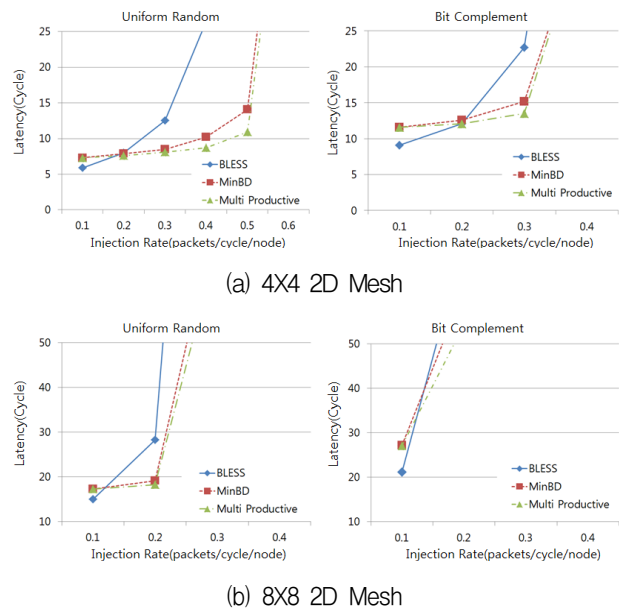 Uniform Random
Latency(Cycle)
25
20
15
10
5
0
0.1 0.2 0.3 0.4 0.5 0.6
Injection Rate(packets/cycle/node)
BLESS
MinBD
Multi Productive
Bit Complement
Latency(Cycle)
25
20
15
10
5
0
0.1 0.2 0.3 0.4
Injection Rate(packets/cycle/node)
BLESS
MinBD
Multi Productive
(a) 4X4 2D Mesh
Uniform Random
Latency(Cycle)
50
40
30
20
10
0.1 0.2 0.3 0.4
Injection Rate(packets/cycle/node)
BLESS
MinBD
Multi Productive
Bit Complement
Latency(Cycle)
50
40
30
20
10
0.1 0.2 0.3 0.4
Injection Rate(packets/cycle/node)
BLESS
MinBD
Multi Productive
(b) 8X8 2D Mesh